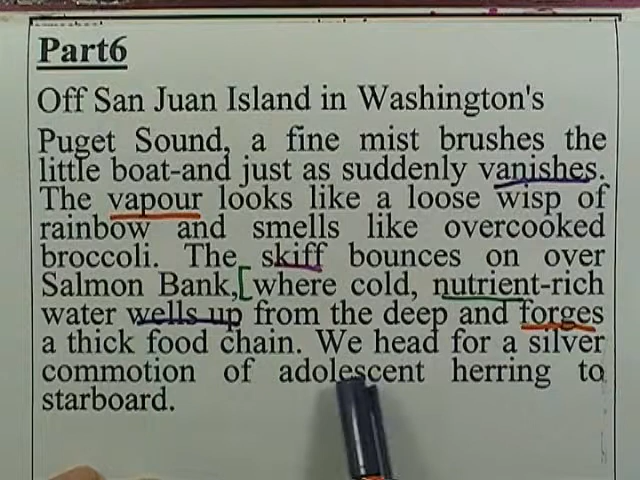 Part6
Off San Juan Island in Washington's
Puget Sound, a fine mist brushes the
little boat-and just as suddenly vanishes.
The vapour looks like a loose wisp of
rainbow and smells like overcooked
broccoli. The skiff bounces on over
Salmon Bank, [where cold, nutrient-rich
water wells up from the deep and forges
a thick food chain. We head for a silver
commotion of adolescent herring to
starboard.